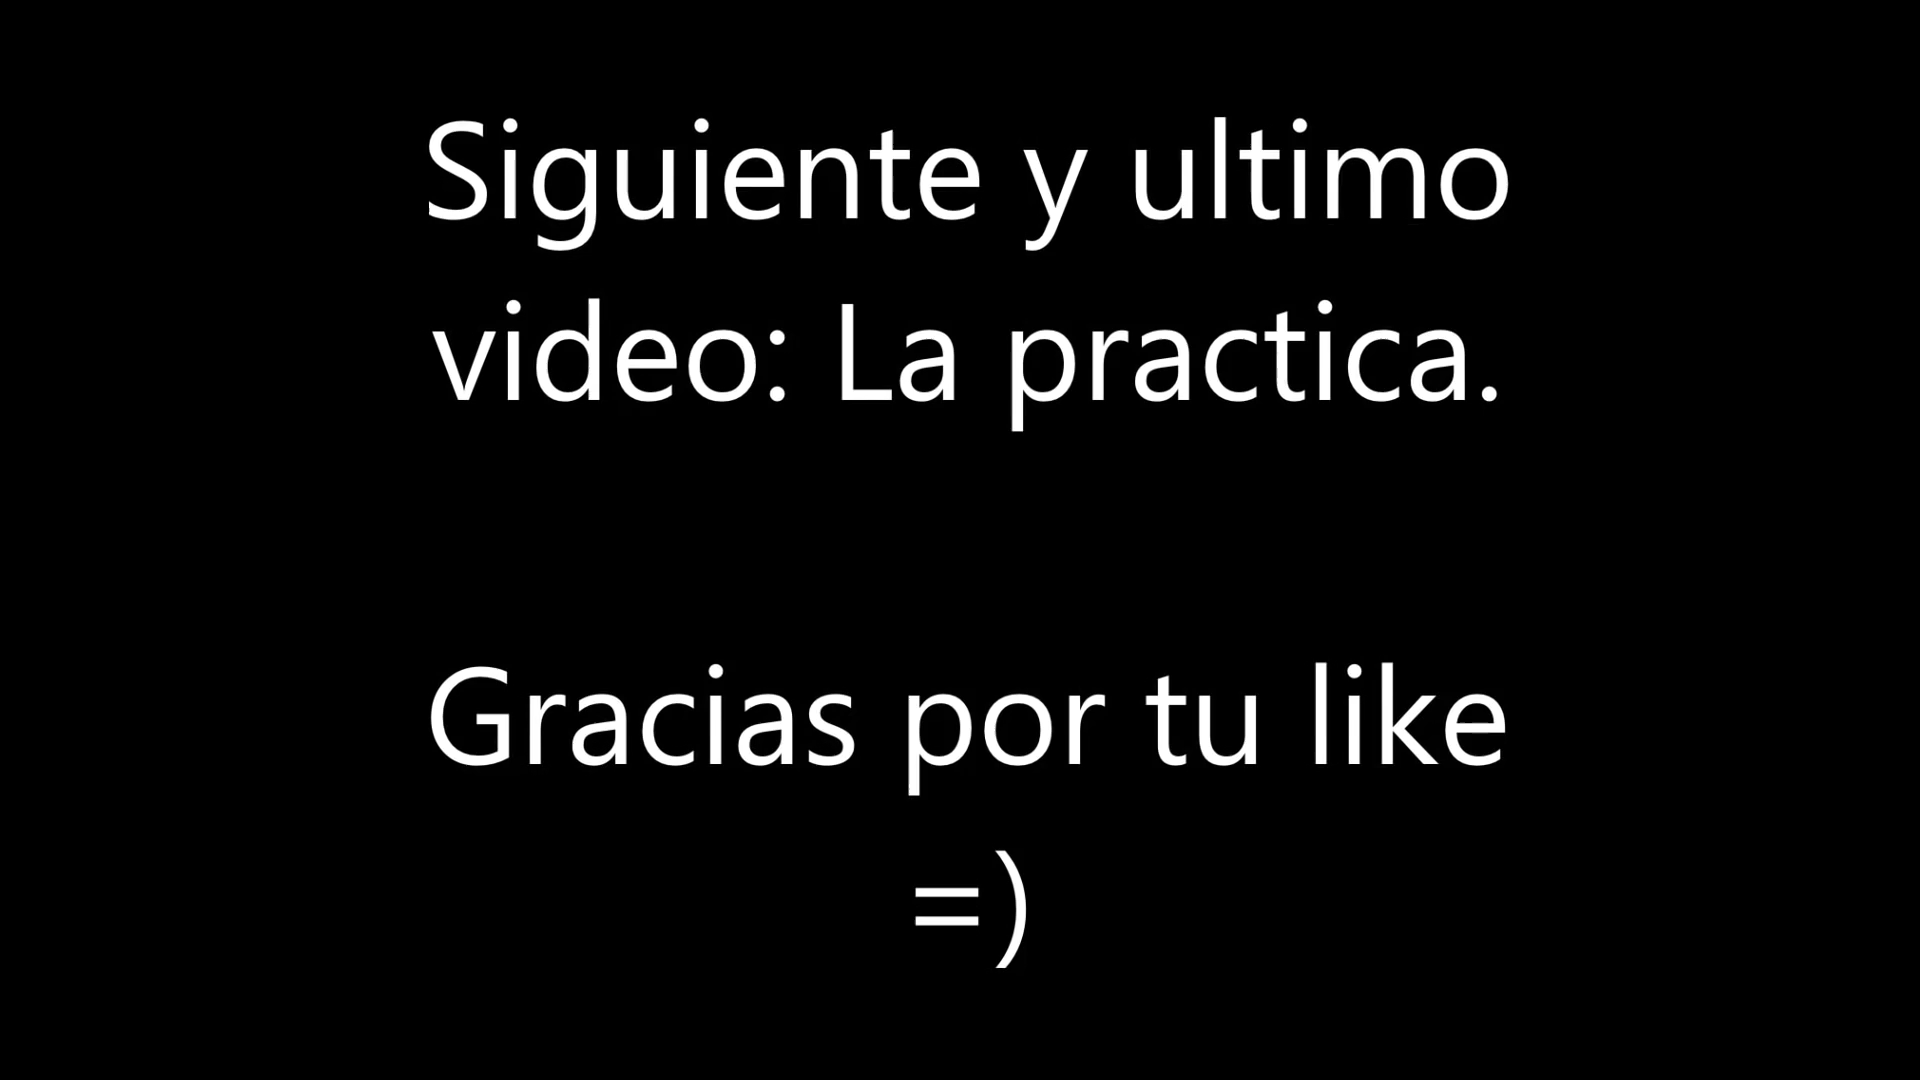 Siguiente y ultimo
video: La practica.
Gracias por tu like
=)